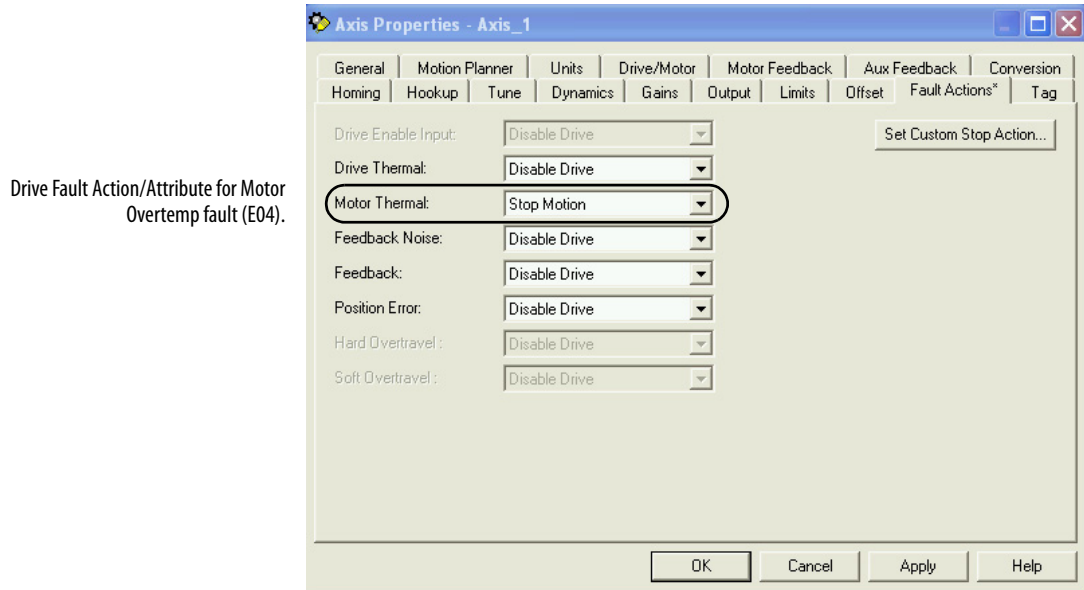 Axis Properties - Axis_1
General Motion Planner Units Drive/Motor Motor Feedback Aux Feedback Conversion
Homing Hookup Tune Dynamics Gains Output Limits Offset Fault Actions* Tag
Drive Enable Input: Disable Drive Set Custom Stop Action...
Drive Thermal: Disable Drive
Drive Fault Action/Attribute for Motor
Overtemp fault (E04).
Motor Thermal: Stop Motion
Feedback Noise: Disable Drive
Feedback: Disable Drive
Position Error: Disable Drive
Hard Overtravel : Disable Drive
Soft Overtravel : Disable Drive
OK Cancel Apply Help